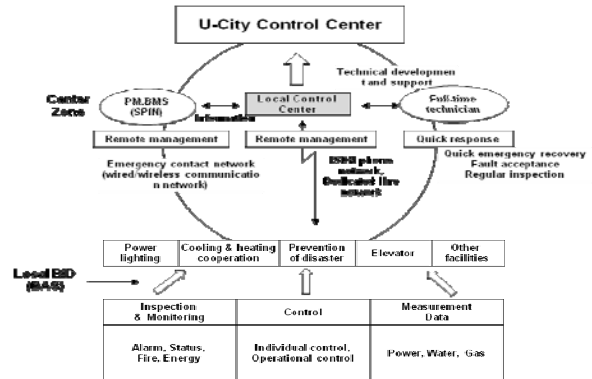 U-City Control Center
Technical developmen
t and support
Center
Zone
PM.BMS
(SPIN)
Local Control
Center
Full-time
technician
Information
Remote management
Remote management
Quick response
Emergency contact network
(wired/wireless communicatio
n network)
network,
Dedicated line
network
Quick emergency recovery
Fault acceptance
Regular inspection
Power
lighting
Cooling & heating
cooperation
Prevention
of disaster
Elevator
Other
facilities
Local
(BAS)
Inspection
& Monitoring
Control
Measurement
Data
Alarm, Status,
Fire, Energy
Individual control,
Operational control
Power, Water, Gas